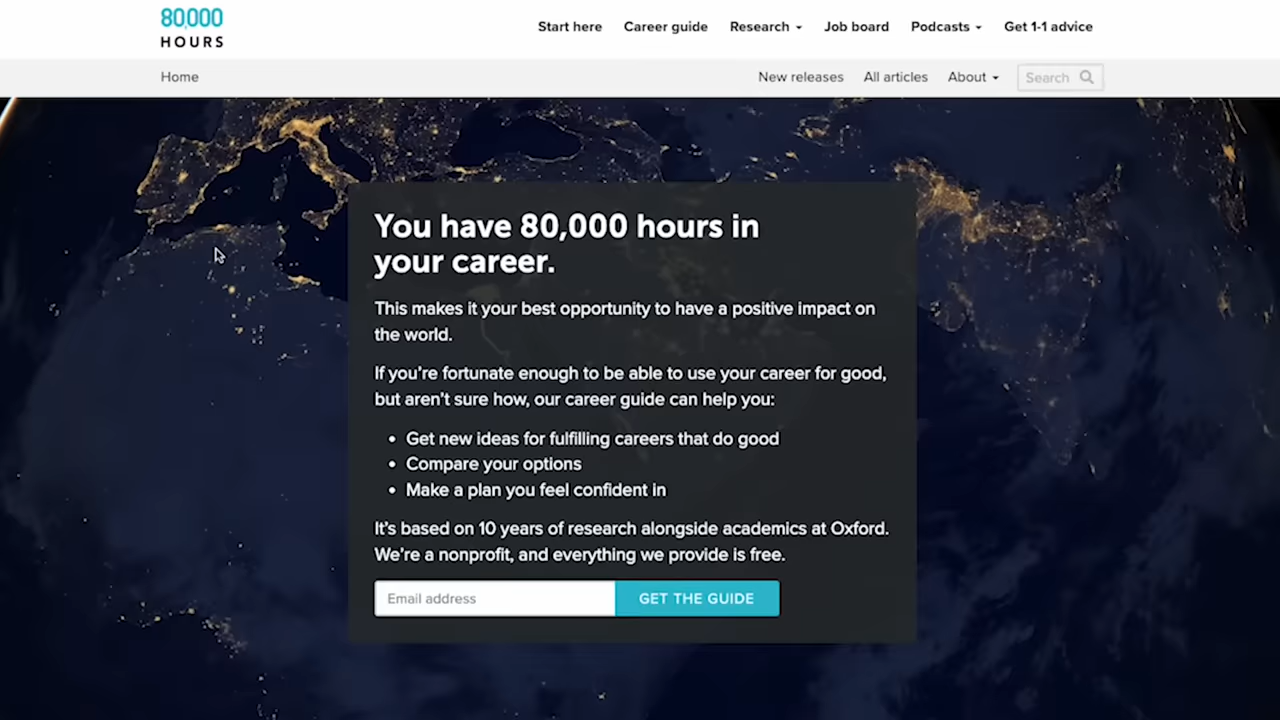 80,000
HOURS
Start here Career guide Research Job board Podcasts Get 1-1 advice
Home New releases All articles About Search
You have 80,000 hours in
your career.
This makes it your best opportunity to have a positive impact on
the world.
If you're fortunate enough to be able to use your career for good,
but aren't sure how, our career guide can help you:
• Get new ideas for fulfilling careers that do good
• Compare your options
• Make a plan you feel confident in
It's based on 10 years of research alongside academics at Oxford.
We're a nonprofit, and everything we provide is free.
Email address GET THE GUIDE